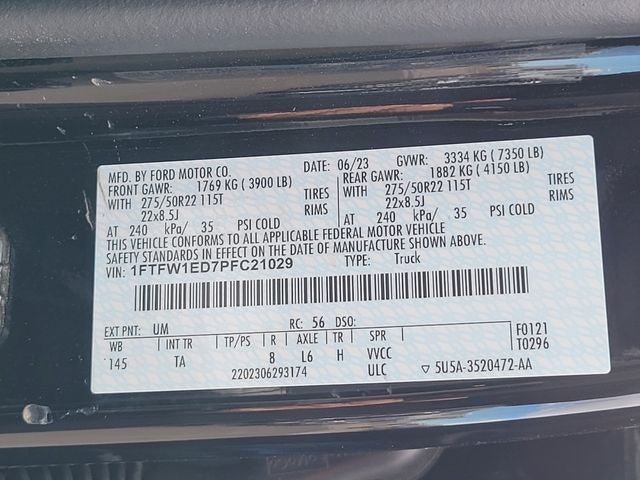 MFD. BY FORD MOTOR CO. DATE: 06/23 GVWR: 3334 KG ( 7350 LB)
FRONT GAWR: 1769 KG ( 3900 LB) REAR GAWR: 1882 KG ( 4150 LB)
WITH 275/50R22 115T TIRES WITH 275/50R22 115T TIRES
22x8.5J RIMS 22x8.5J RIMS
AT 240 kPa/ 35 PSI COLD AT 240 kPa/ 35 PSI COLD
THIS VEHICLE CONFORMS TO ALL APPLICABLE FEDERAL MOTOR VEHICLE
SAFETY STANDARDS IN EFFECT ON THE DATE OF MANUFACTURE SHOWN ABOVE.
VIN: 1FTFW1ED7PFC21029 TYPE: Truck
EXT PNT: UM RC: 56 DSO: F0121
WB INT TR TP/PS R AXLE TR SPR T0296
145 TA 8 L6 H VVCC
2202306293174 ULC 5U5A-3520472-AA